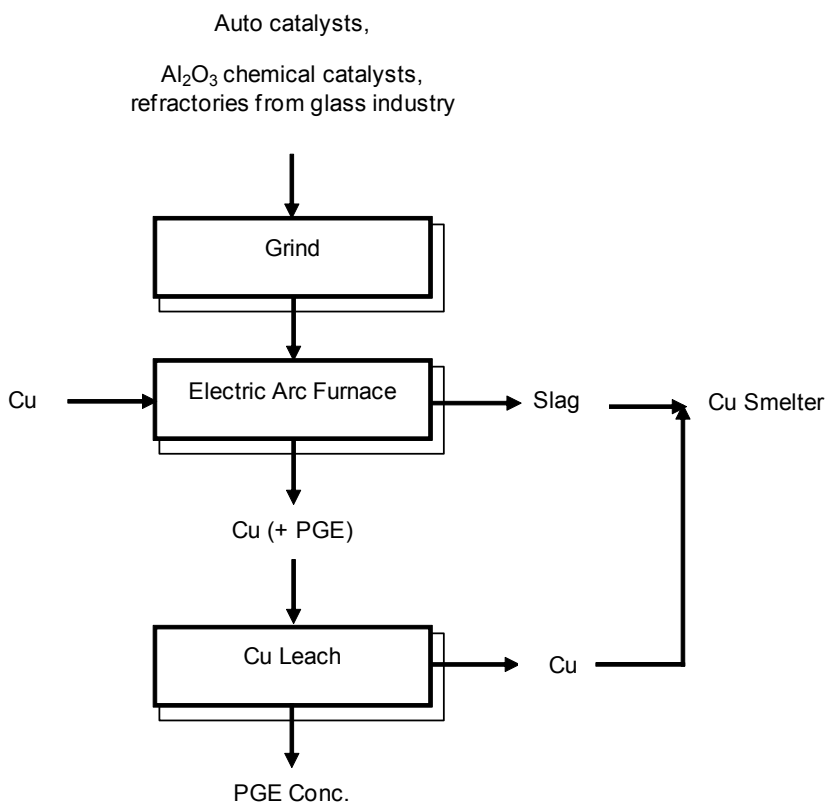 Auto catalysts,
Al₂O₃ chemical catalysts,
refractories from glass industry
Grind
Cu
Electric Arc Furnace
Slag
Cu Smelter
Cu (+ PGE)
Cu Leach
Cu
PGE Conc.